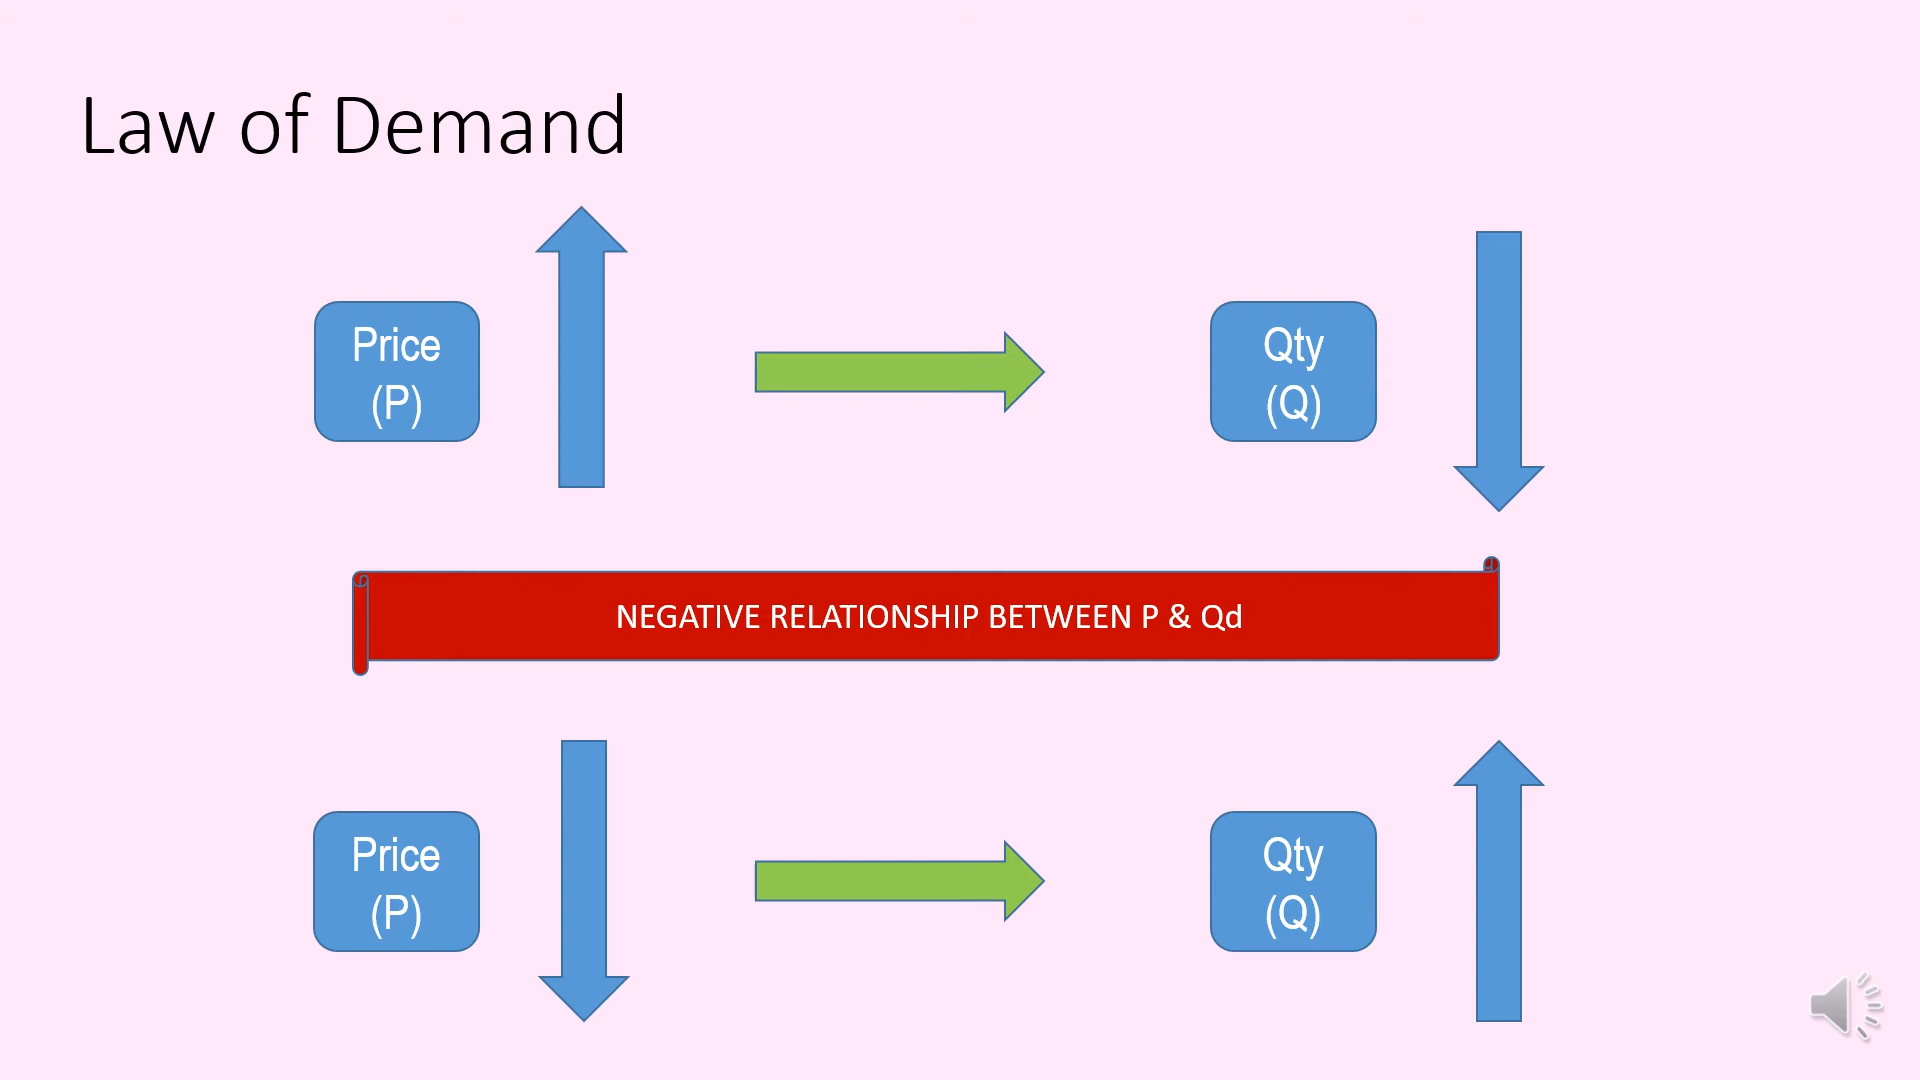 Law of Demand
Price
(P)
Qty
(Q)
NEGATIVE RELATIONSHIP BETWEEN P & Qd
Price
(P)
Qty
(Q)